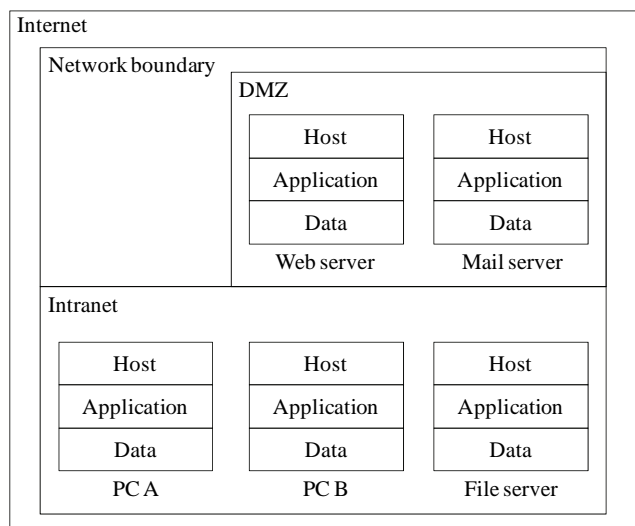 Internet
Network boundary
DMZ
Host
Host
Application
Application
Data
Data
Web server
Mail server
Intranet
Host
Host
Host
Application
Application
Application
Data
Data
Data
PC A
PC B
File server